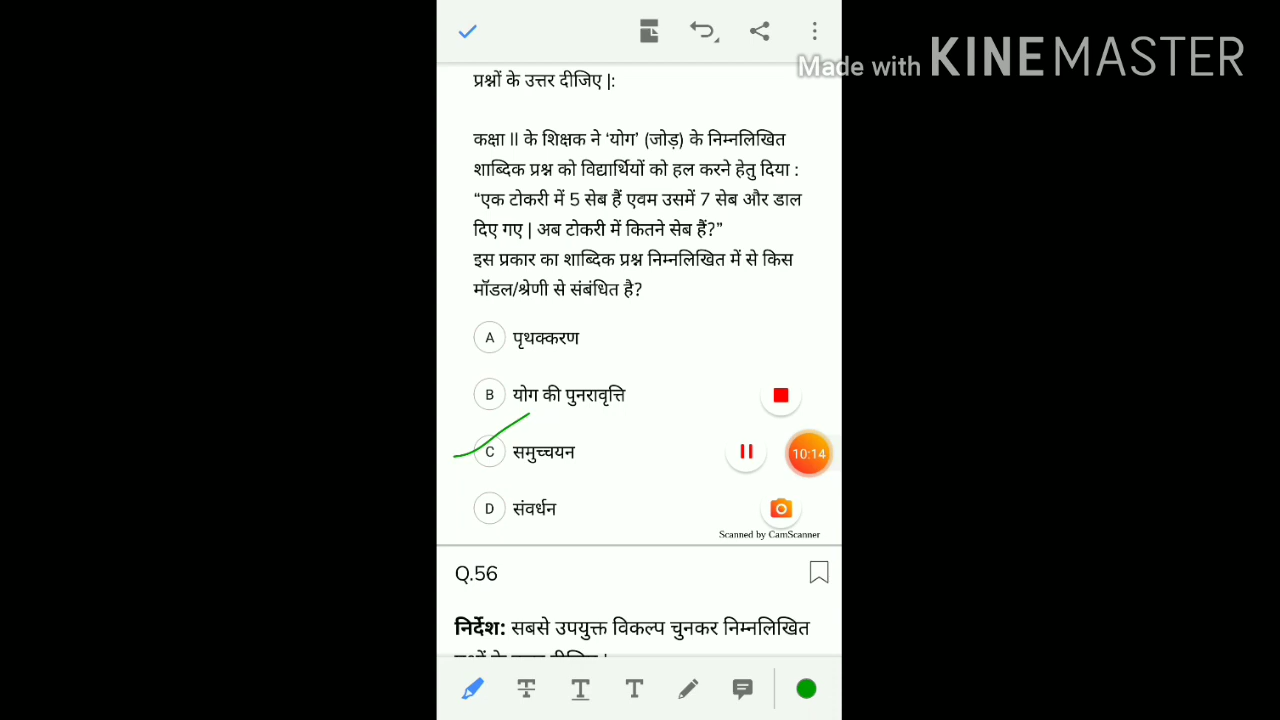 Made with KINEMASTER
प्रश्नों के उत्तर दीजिए |:
कक्षा II के शिक्षक ने ‘योग’ (जोड़) के निम्नलिखित
शाब्दिक प्रश्न को विद्यार्थियों को हल करने हेतु दिया :
“एक टोकरी में 5 सेब हैं एवम उसमें 7 सेब और डाल
दिए गए | अब टोकरी में कितने सेब हैं?”
इस प्रकार का शाब्दिक प्रश्न निम्नलिखित में से किस
मॉडल/श्रेणी से संबंधित है?
A पृथक्करण
B योग की पुनरावृत्ति
C समुच्चयन
10:14
D संवर्धन
Scanned by CamScanner
Q.56
निर्देश: सबसे उपयुक्त विकल्प चुनकर निम्नलिखित